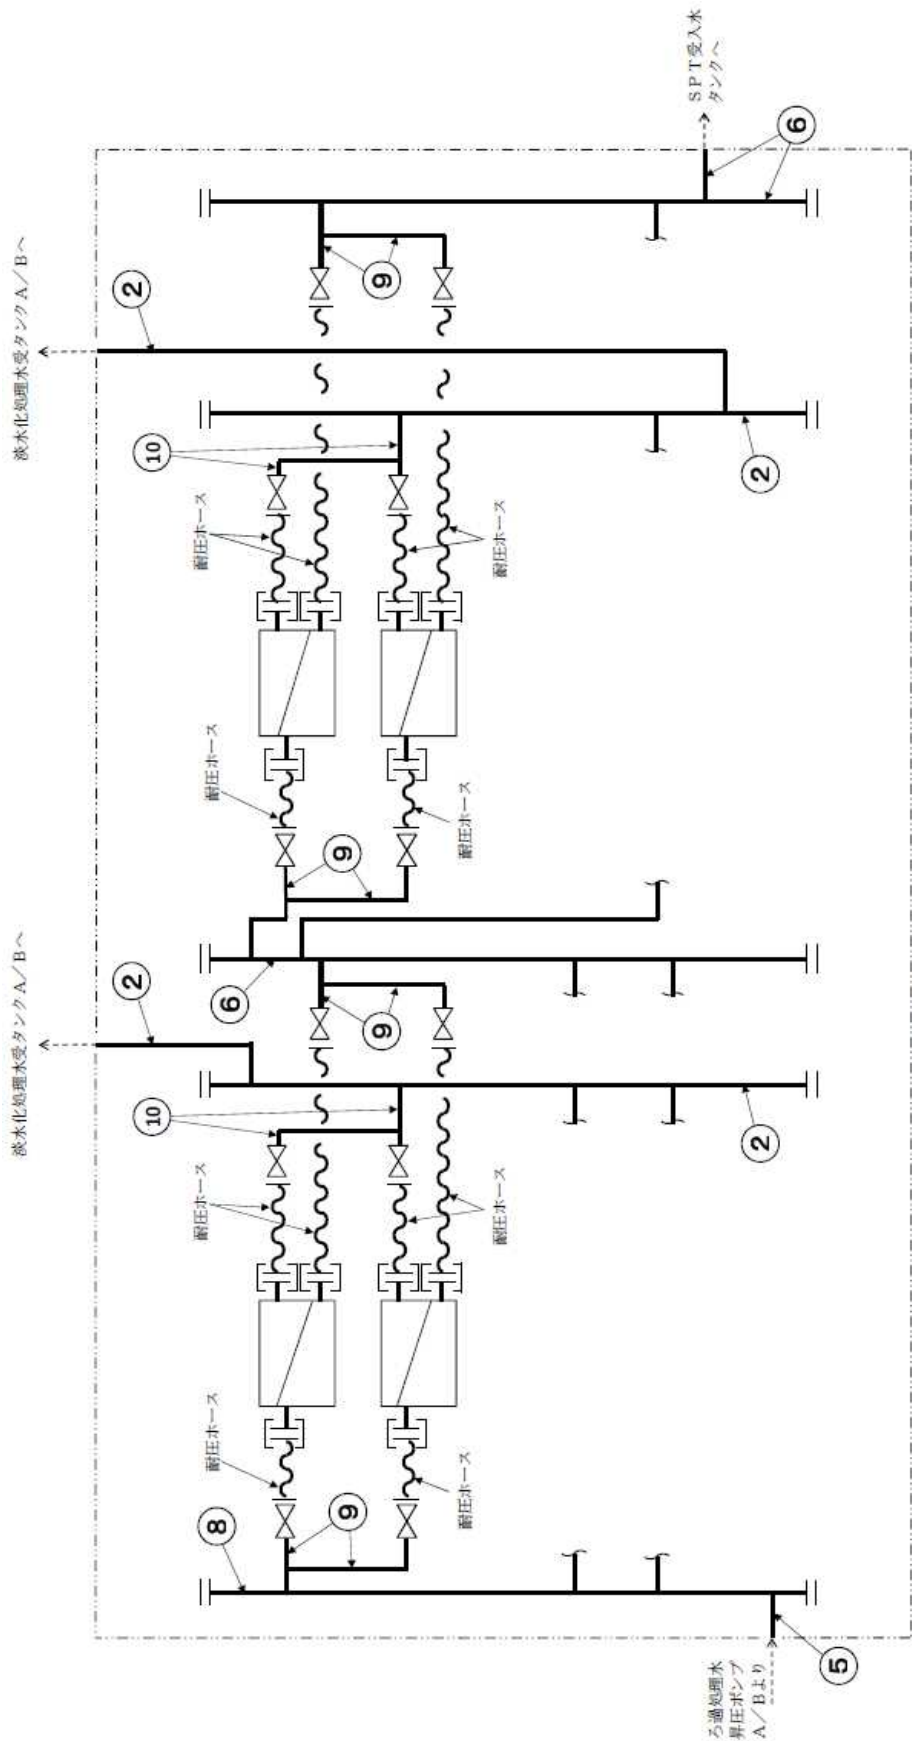 淡水化処理水受タンクA/Bへ
淡水化処理水受タンクA/Bへ
②
②
⑩
⑩
耐圧ホース
耐圧ホース
耐圧ホース
耐圧ホース
⑧
⑥
⑨
⑨
⑨
⑨
耐圧ホース
耐圧ホース
耐圧ホース
耐圧ホース
SPT受入水
タンクへ
ろ過処理水
昇圧ポンプ
A/Bより
②
②
⑥
⑤